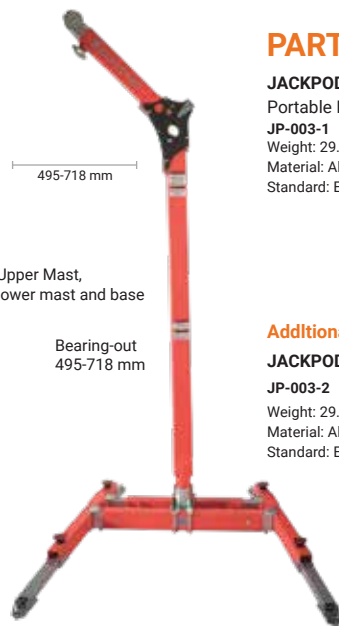 PART
JACKPOD
Portable
JP-003-1
Weight: 29.
Material: Al
Standard: E
495-718 mm
Upper Mast,
ower mast and base
Bearing-out
495-718 mm
AddItiona
JACKPOD
JP-003-2
Weight: 29.
Material: Al
Standard: E